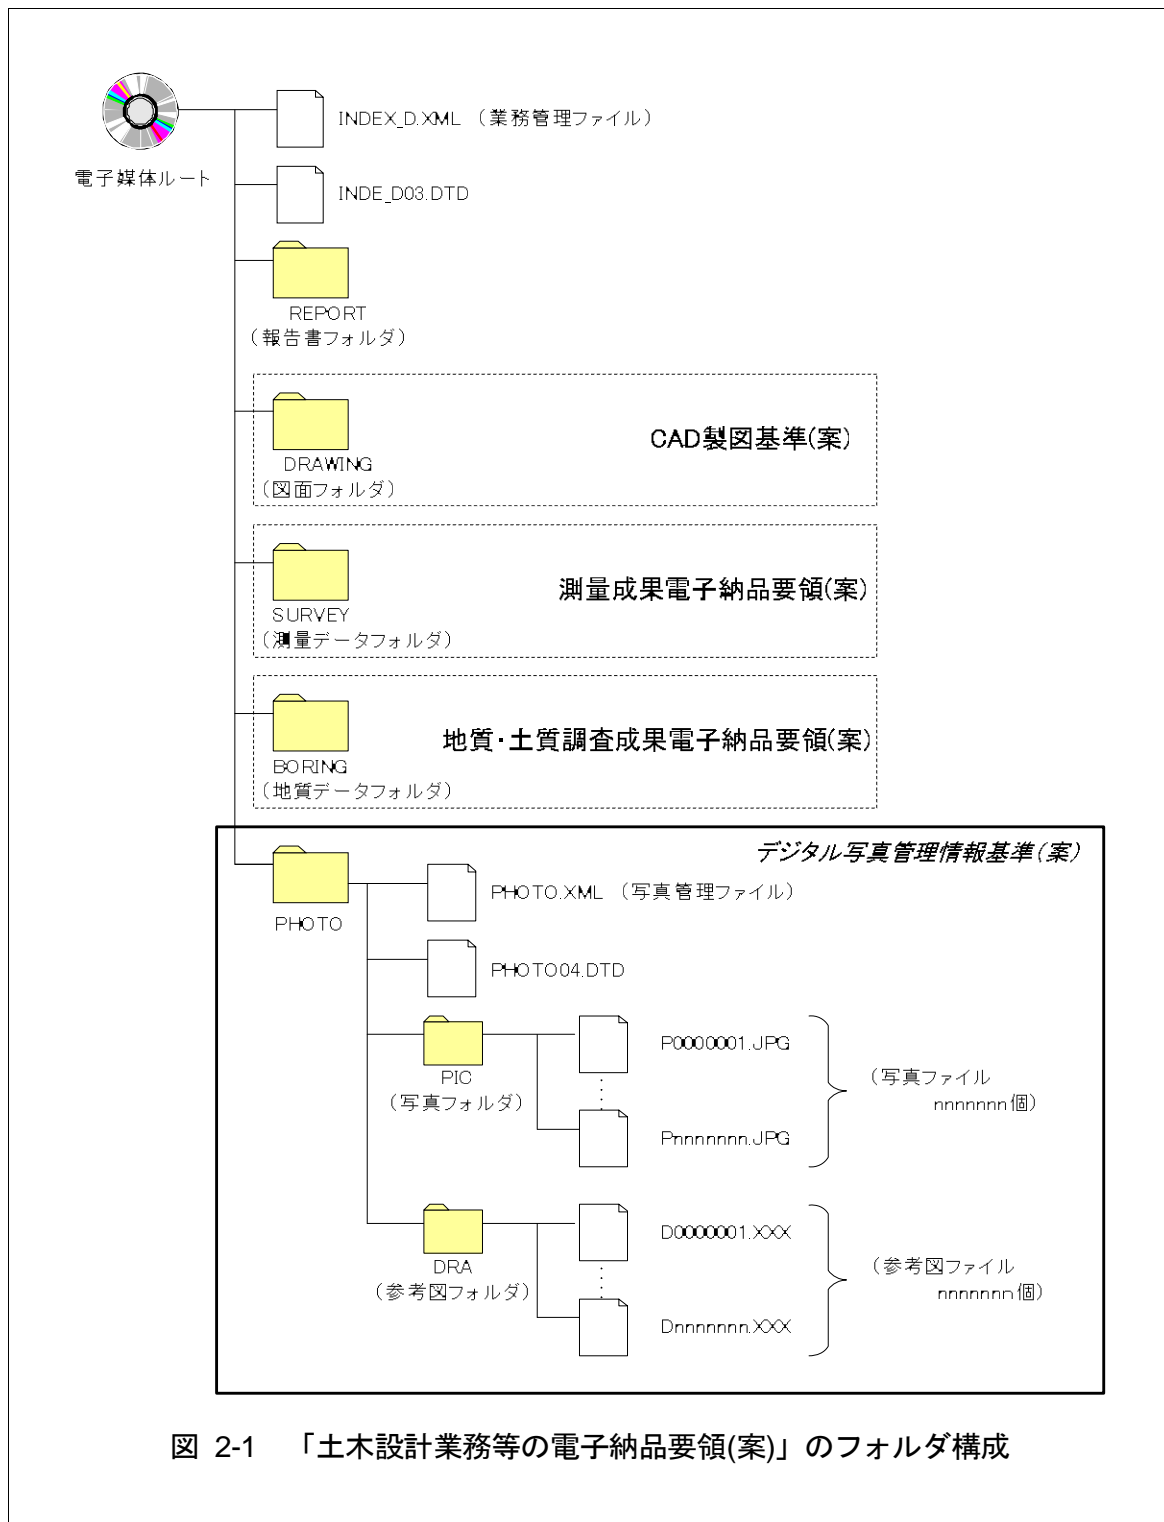 INDEX_D.XML （業務管理ファイル）
電子媒体ルート
INDE_D03.DTD
REPORT
（報告書フォルダ）
CAD製図基準(案)
DRAWING
（図面フォルダ）
測量成果電子納品要領(案)
SURVEY
（測量データフォルダ）
地質・土質調査成果電子納品要領(案)
BORING
（地質データフォルダ）
デジタル写真管理情報基準(案)
PHOTO
PHOTO.XML （写真管理ファイル）
PHOTO04.DTD
PIC
（写真フォルダ）
P0000001.JPG
Pnnnnnnn.JPG
（写真ファイル
nnnnnnn個）
DRA
（参考図フォルダ）
D0000001.XXX
Dnnnnnnn.XXX
（参考図ファイル
nnnnnnn個）
図 2-1 「土木設計業務等の電子納品要領(案)」のフォルダ構成